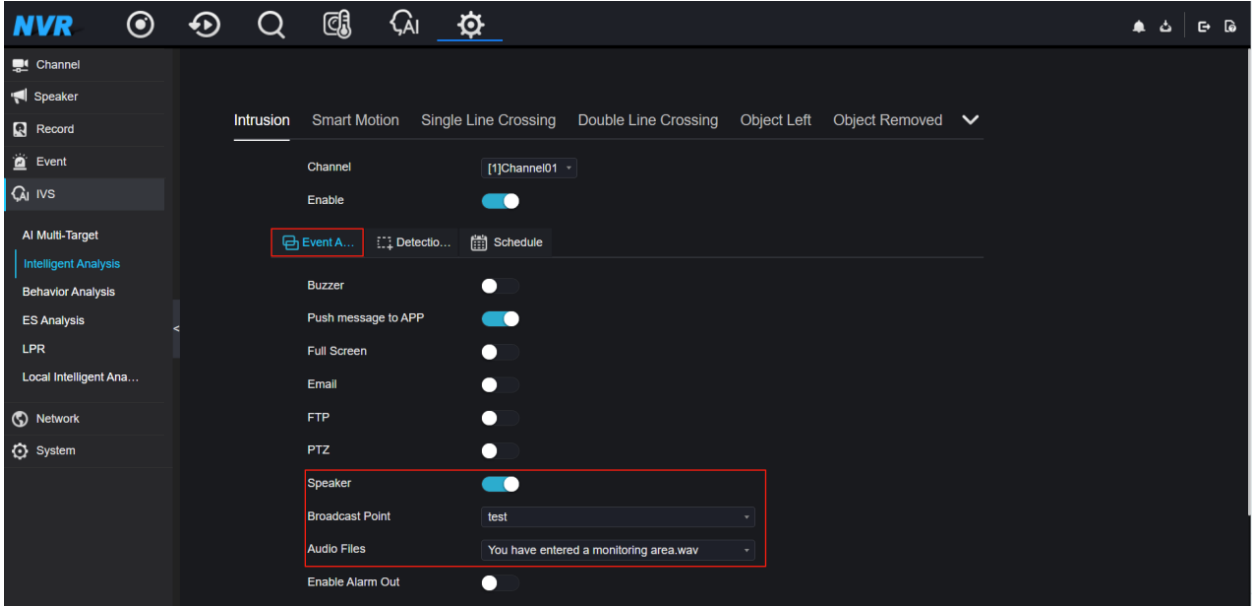 NVR
AI
Channel
Speaker
Record
Event
AI IVS
AI Multi-Target
Intelligent Analysis
Behavior Analysis
ES Analysis
LPR
Local Intelligent Ana...
Network
System
<
Intrusion Smart Motion Single Line Crossing Double Line Crossing Object Left Object Removed
Channel [1]Channel01
Enable
Event A... Detectio... Schedule
Buzzer
Push message to APP
Full Screen
Email
FTP
PTZ
Speaker
Broadcast Point test
Audio Files You have entered a monitoring area.wav
Enable Alarm Out